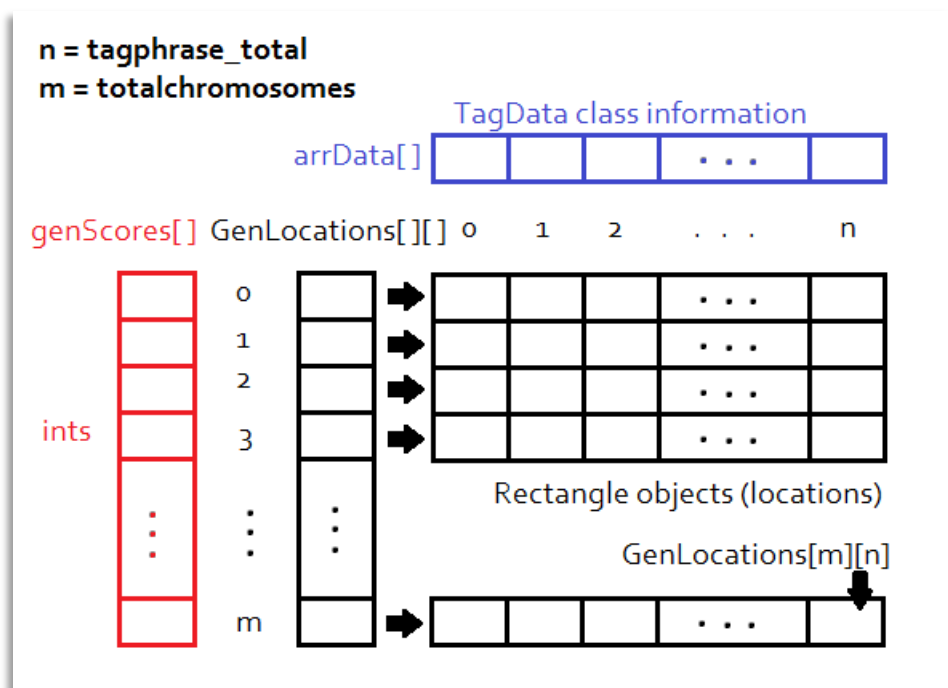 n = tagphrase_total
m = totalchromosomes
TagData class information
arrData[ ]
. . .
genScores[ ] GenLocations[ ][ ] 0 1 2 . . . n
0 . . .
1 . . .
2 . . .
ints 3 . . .
Rectangle objects (locations)
⋮ ⋮ ⋮
GenLocations[m][n]
m . . .